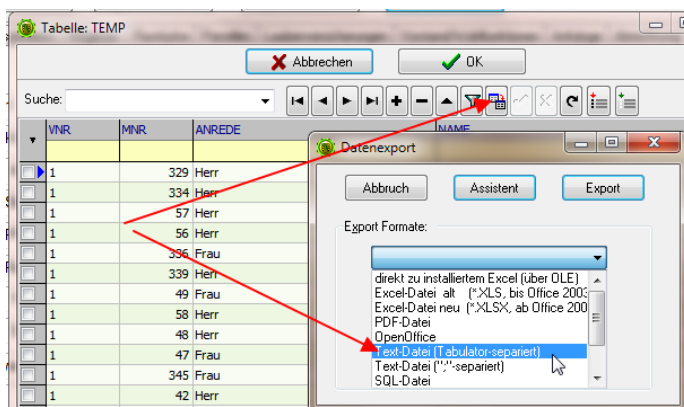 Tabelle: TEMP
Abbrechen
OK
Suche:
VNR MNR ANREDE NAME
1 329 Herr
1 334 Herr
1 57 Herr
1 56 Herr
1 336 Frau
1 339 Herr
1 49 Frau
1 58 Herr
1 48 Herr
1 47 Frau
1 345 Frau
1 42 Herr
Datenexport
Abbruch
Assistent
Export
Export Formate:
direkt zu installiertem Excel (über OLE)
Excel-Datei alt (*.XLS, bis Office 2003
Excel-Datei neu (*.XLSX, ab Office 200
PDF-Datei
OpenOffice
Text-Datei (Tabulator-separiert)
Text-Datei (";"-separiert)
SQL-Datei